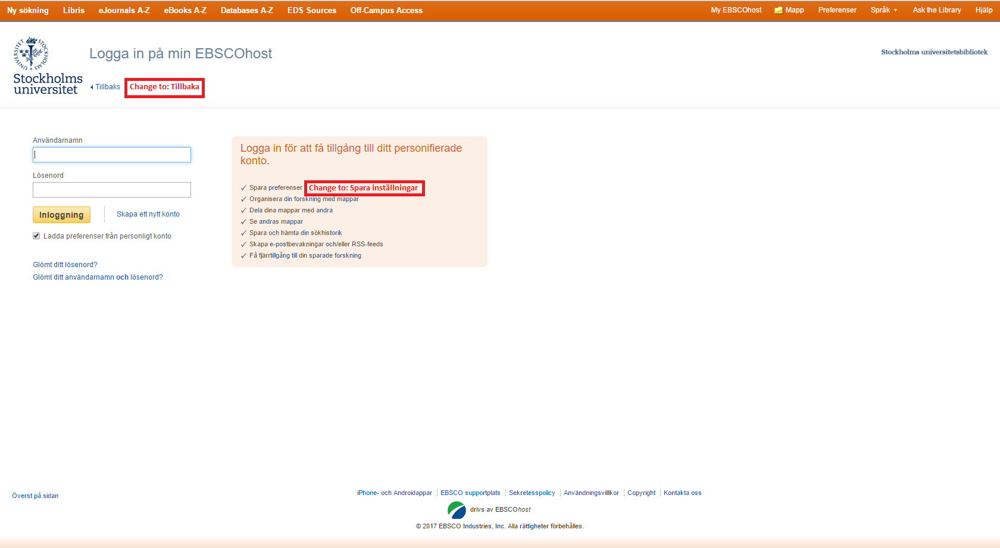 Ny sökning Libris eJournals A-Z eBooks A-Z Databases A-Z EDS Sources Off-Campus Access My EBSCOhost Mapp Preferenser Språk Ask the Library Hjälp
STOCKHOLMS UNIVERSITET
Stockholms
universitet
Logga in på min EBSCOhost
Stockholms universitetsbibliotek
Tillbaks Change to: Tillbaka
Användarnamn
Lösenord
Inloggning Skapa ett nytt konto
Ladda preferenser från personligt konto
Glömt ditt lösenord?
Glömt ditt användarnamn och lösenord?
Logga in för att få tillgång till ditt personifierade
konto.
Spara preferenser Change to: Spara inställningar
Organisera din forskning med mappar
Dela dina mappar med andra
Se andras mappar
Spara och hämta din sökhistorik
Skapa e-postbevakningar och/eller RSS-feeds
Få fjärrtillgång till din sparade forskning
Överst på sidan
iPhone- och Androidappar EBSCO supportplats Sekretesspolicy Användningsvilllkor Copyright Kontakta oss
drivs av EBSCOhost
© 2017 EBSCO Industries, Inc. Alla rättigheter förbehålles.